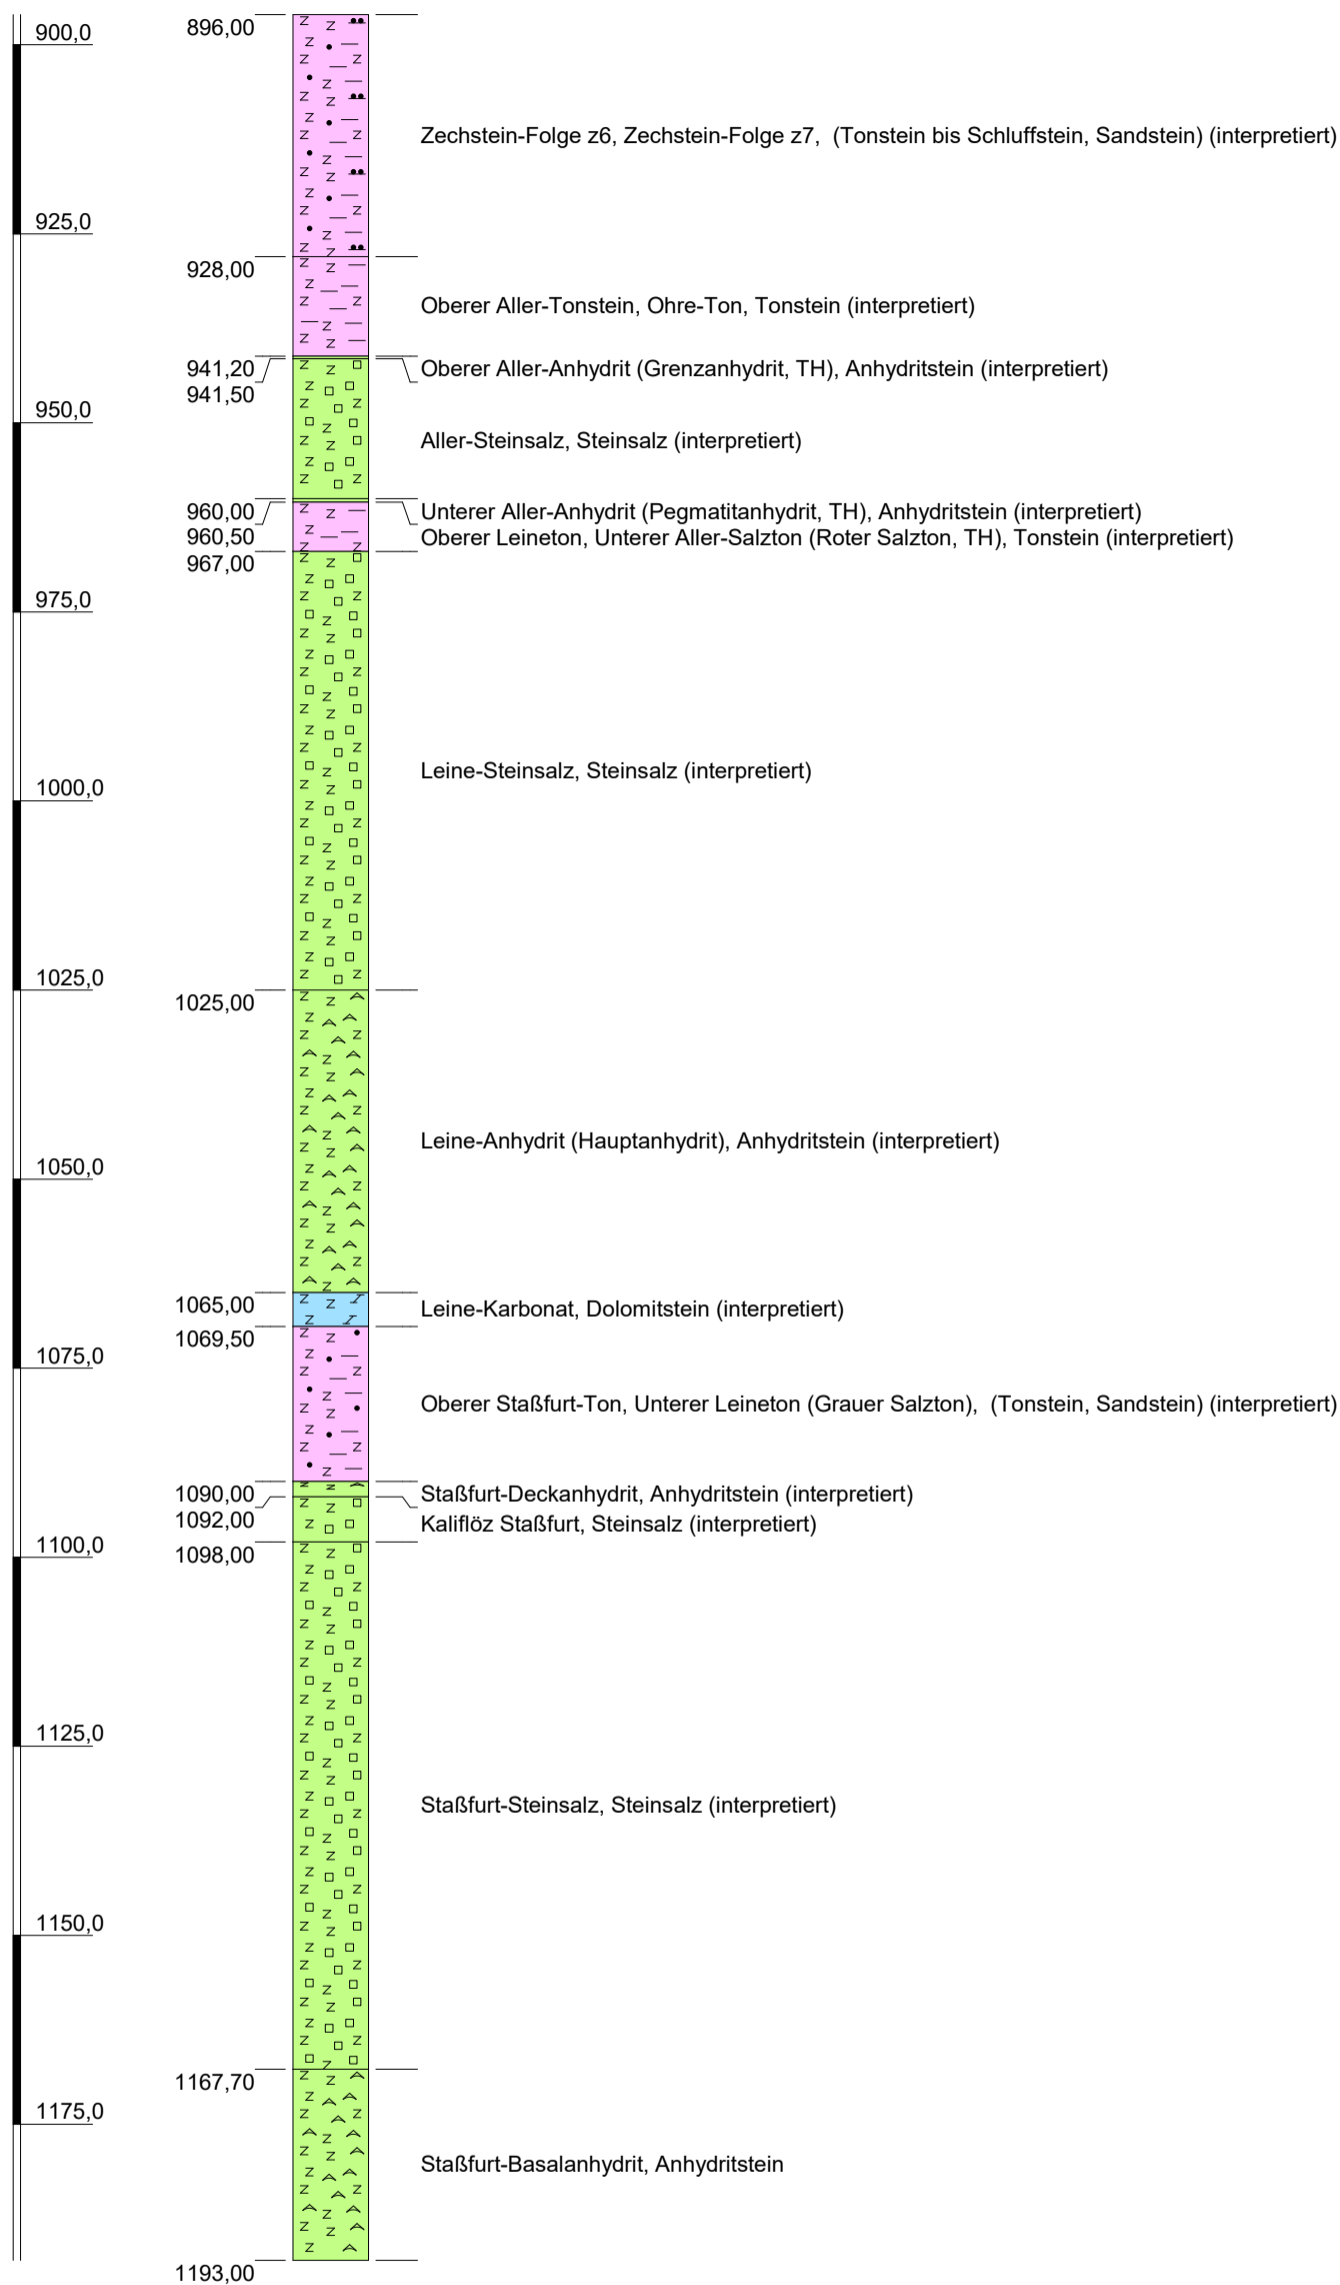 896,00
900,0
Zechstein-Folge z6, Zechstein-Folge z7,  (Tonstein bis Schluffstein, Sandstein) (interpretiert)
925,0
928,00
Oberer Aller-Tonstein, Ohre-Ton, Tonstein (interpretiert)
941,20
Oberer Aller-Anhydrit (Grenzanhydrit, TH), Anhydritstein (interpretiert)
941,50
950,0
Aller-Steinsalz, Steinsalz (interpretiert)
960,00
Unterer Aller-Anhydrit (Pegmatitanhydrit, TH), Anhydritstein (interpretiert)
960,50
Oberer Leineton, Unterer Aller-Salzton (Roter Salzton, TH), Tonstein (interpretiert)
967,00
975,0
Leine-Steinsalz, Steinsalz (interpretiert)
1000,0
1025,0
1025,00
Leine-Anhydrit (Hauptanhydrit), Anhydritstein (interpretiert)
1050,0
1065,00
Leine-Karbonat, Dolomitstein (interpretiert)
1069,50
1075,0
Oberer Staßfurt-Ton, Unterer Leineton (Grauer Salzton),  (Tonstein, Sandstein) (interpretiert)
1090,00
Staßfurt-Deckanhydrit, Anhydritstein (interpretiert)
1092,00
Kaliflöz Staßfurt, Steinsalz (interpretiert)
1100,0
1098,00
1125,0
Staßfurt-Steinsalz, Steinsalz (interpretiert)
1150,0
1167,70
1175,0
Staßfurt-Basalanhydrit, Anhydritstein
1193,00